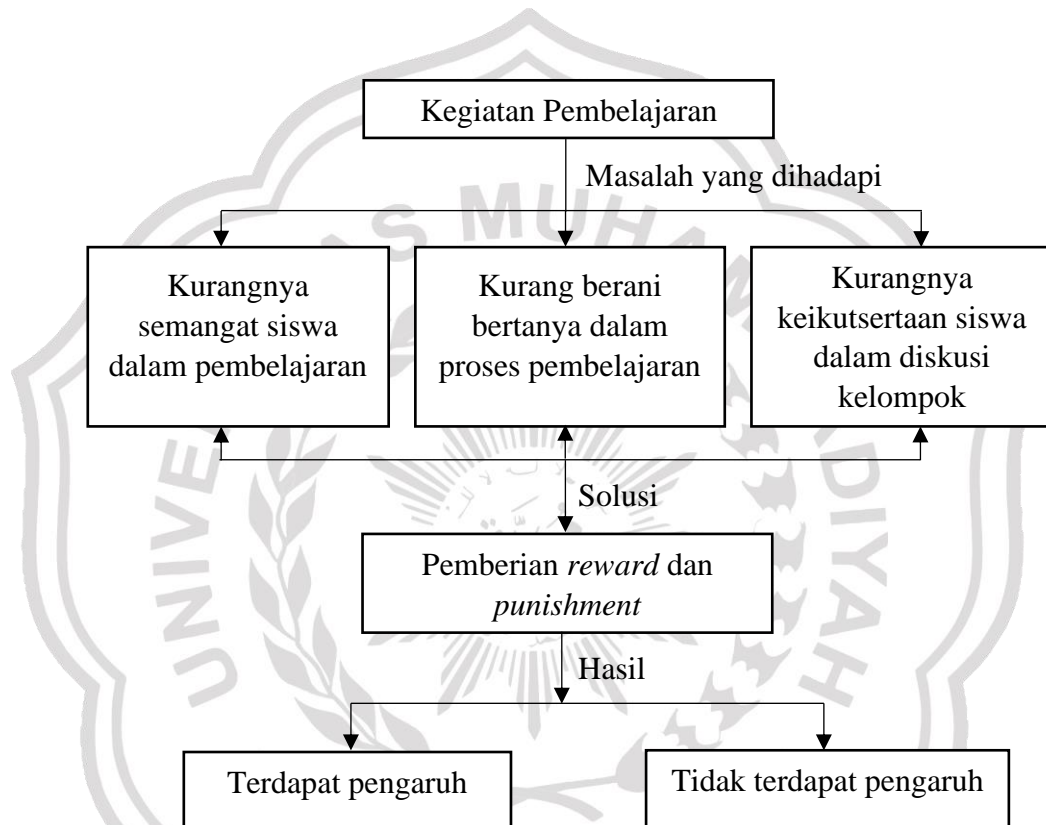 Kegiatan Pembelajaran
Masalah yang dihadapi
Kurangnya
semangat siswa
dalam pembelajaran
Kurang berani
bertanya dalam
proses pembelajaran
Kurangnya
keikutsertaan siswa
dalam diskusi
kelompok
Solusi
Pemberian reward dan
punishment
Hasil
Terdapat pengaruh
Tidak terdapat pengaruh